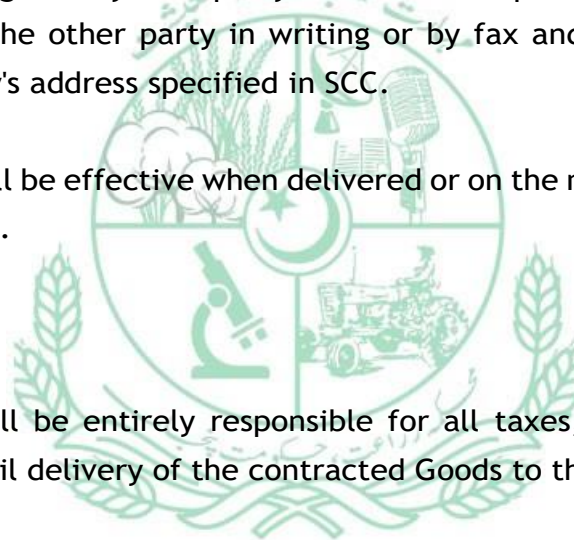 he other party in writing or by fax and
's address specified in SCC.
ll be effective when delivered or on the
.
ll be entirely responsible for all taxes,
il delivery of the contracted Goods to th